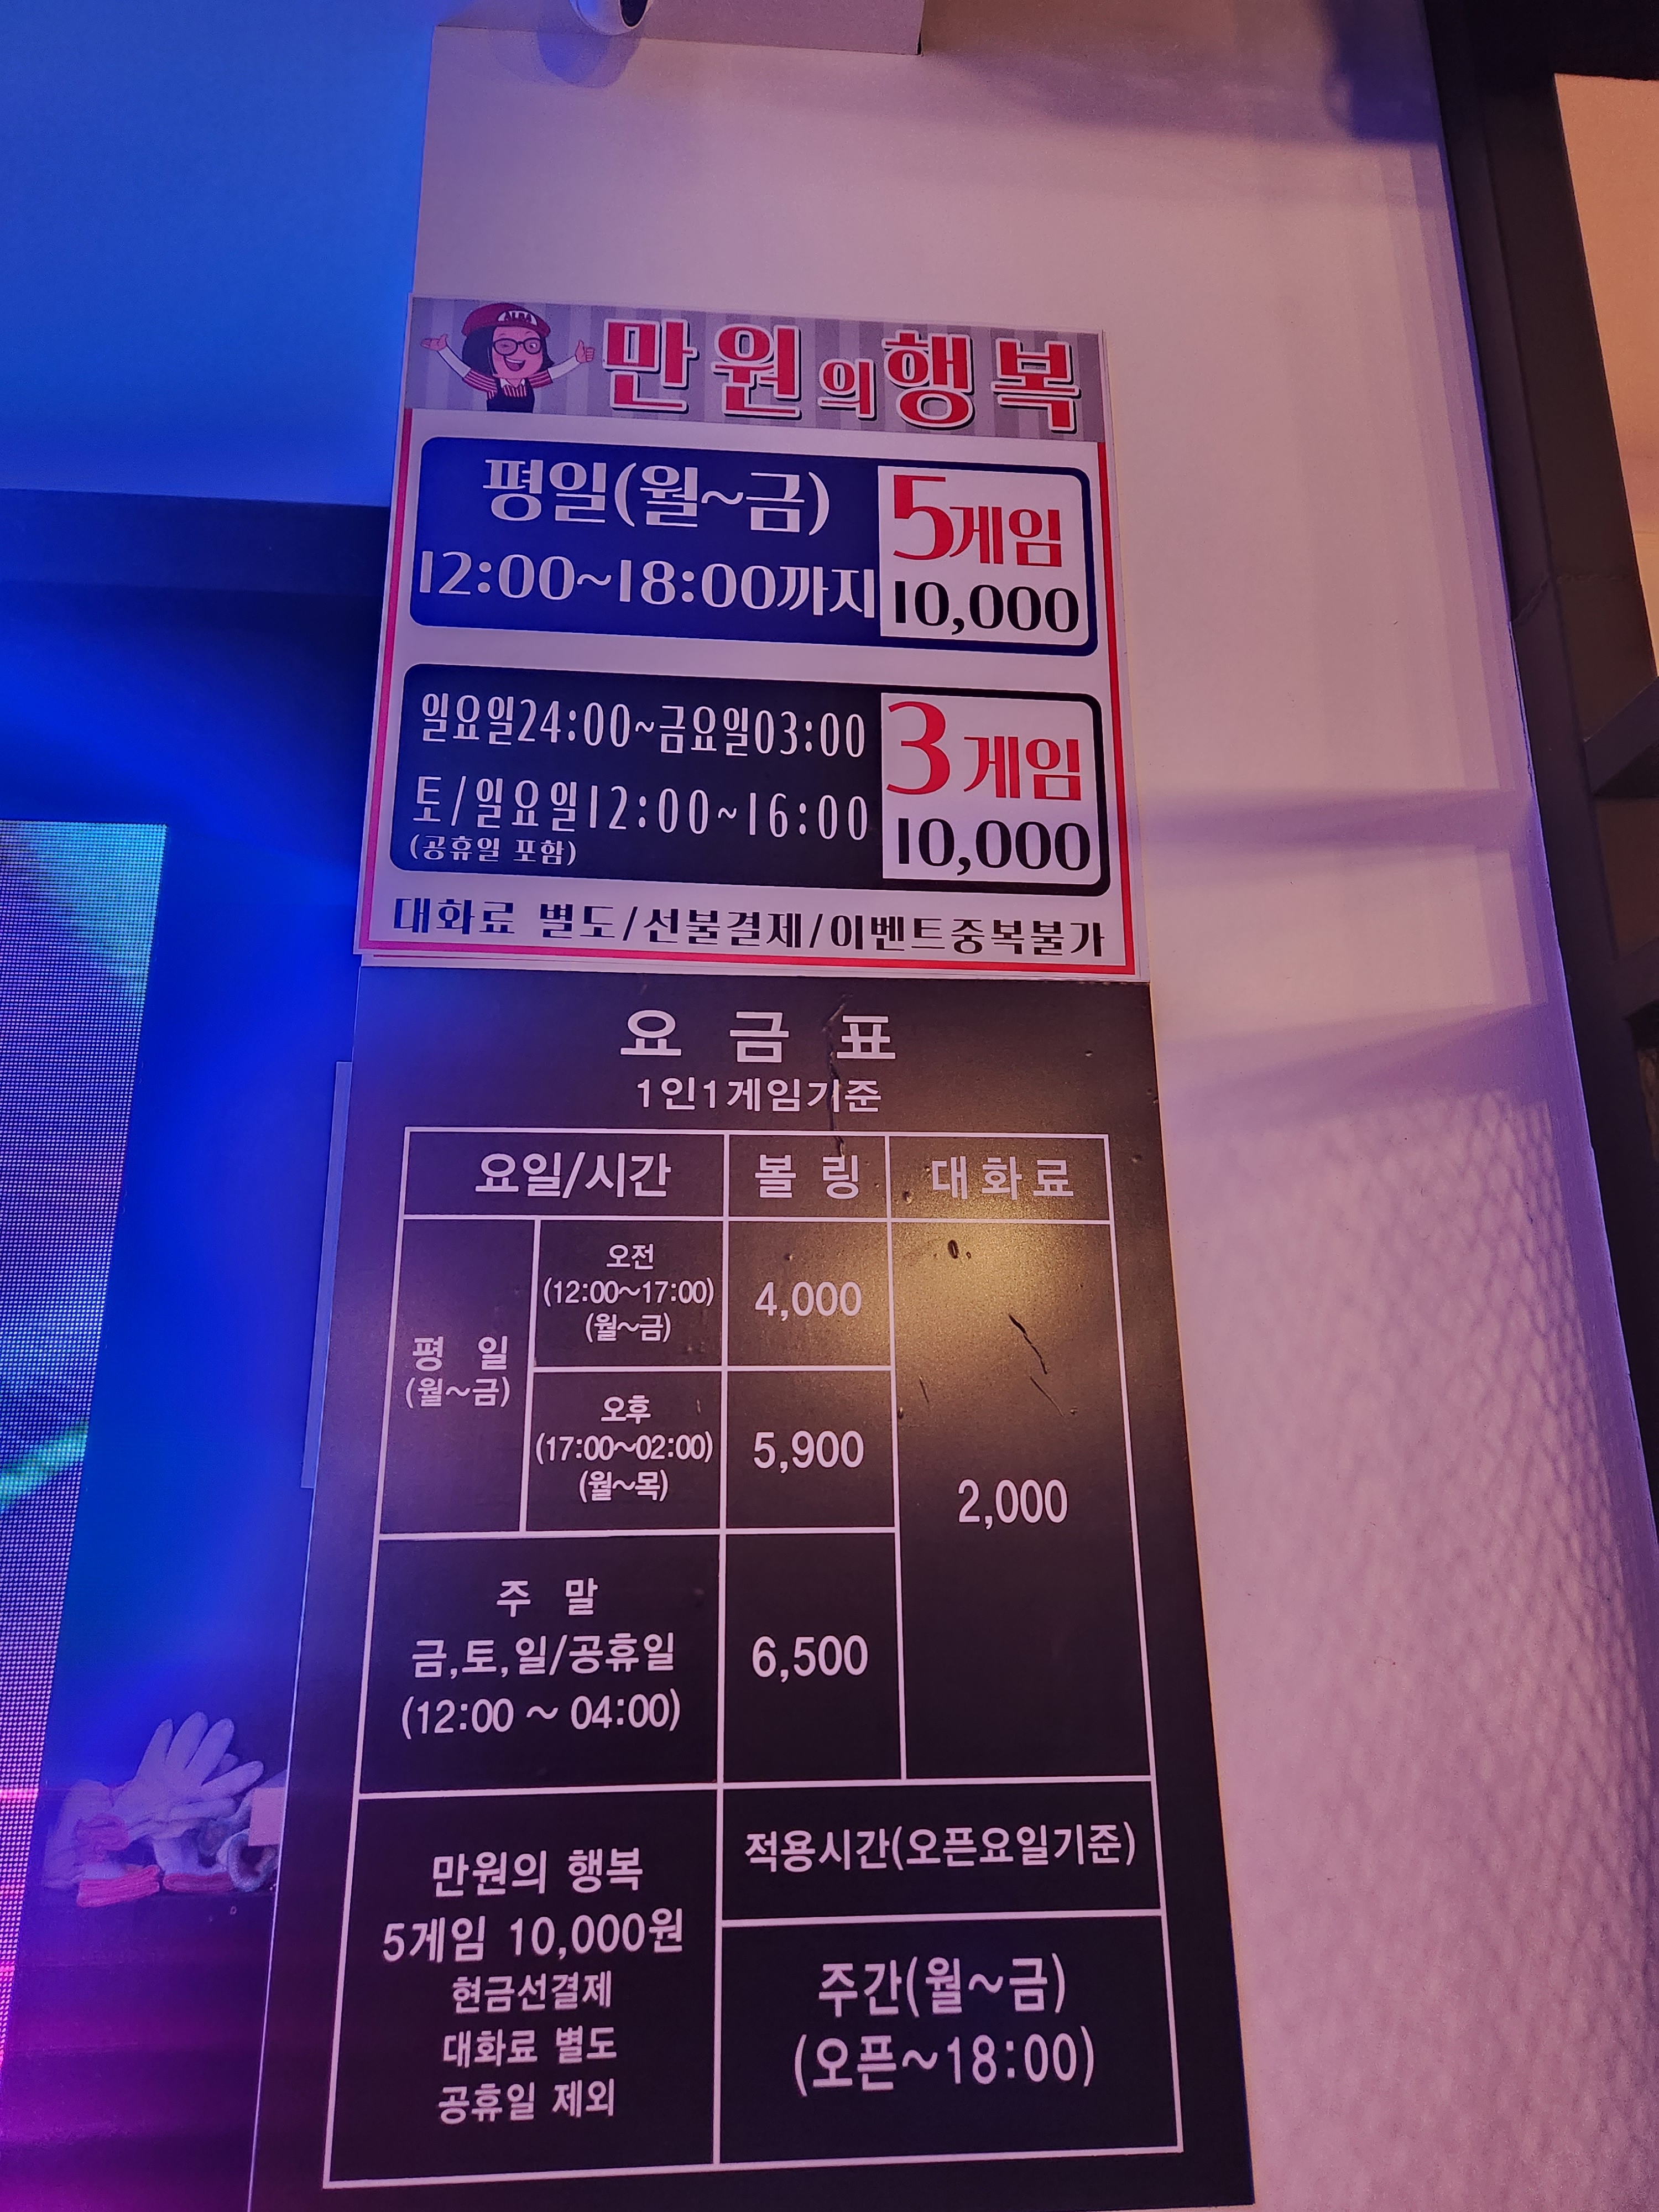 ALBA
만원의행복
평일(월~금)
12:00~18:00까지
5게임
10,000
일요일24:00~금요일03:00
토/일요일12:00~16:00
(공휴일 포함)
3게임
10,000
대화료 별도/선불결제/이벤트중복불가
요 금 표
1인1게임기준
요일/시간 볼 링 대화료
평 일
(월~금)
오전
(12:00~17:00)
(월~금)
4,000
오후
(17:00~02:00)
(월~목)
5,900
2,000
주 말
금,토,일/공휴일
(12:00 ~ 04:00)
6,500
만원의 행복
5게임 10,000원
현금선결제
대화료 별도
공휴일 제외
적용시간(오픈요일기준)
주간(월~금)
(오픈~18:00)